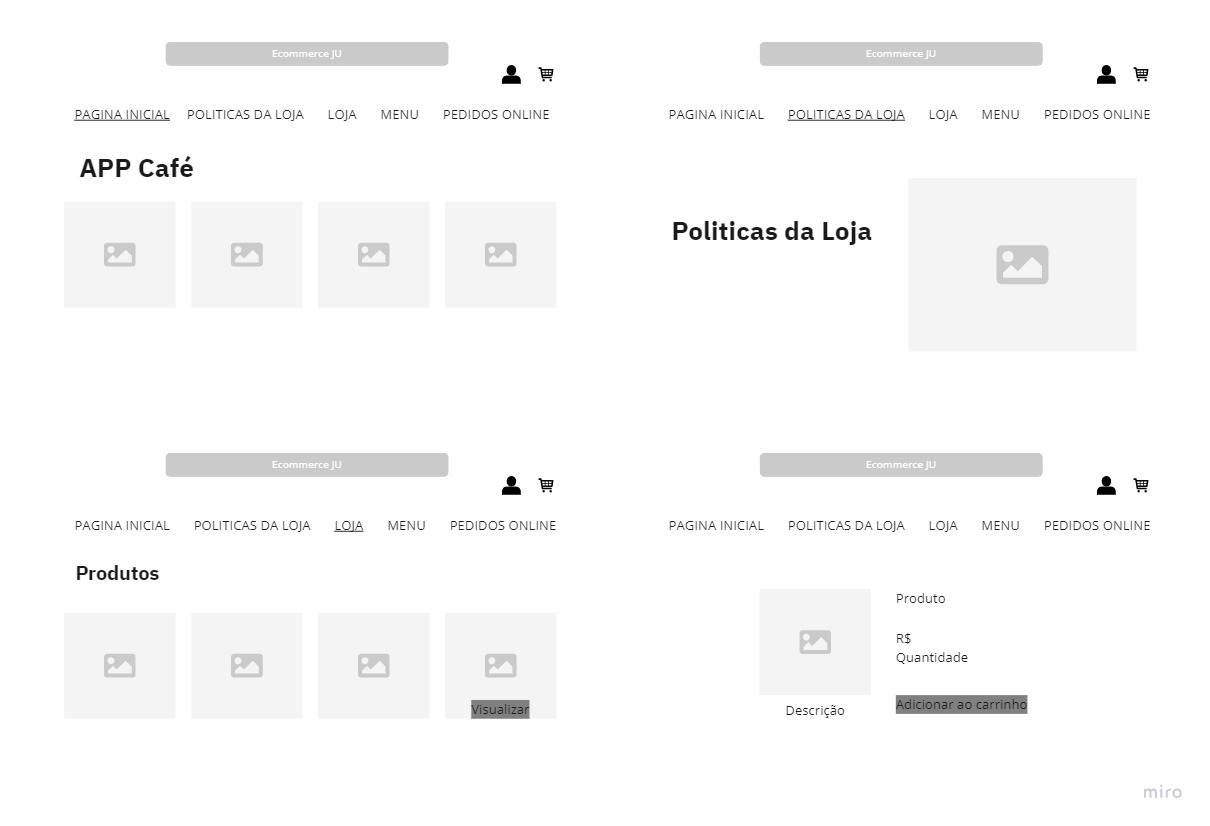 Ecommerce JU
PAGINA INICIAL POLITICAS DA LOJA LOJA MENU PEDIDOS ONLINE
APP Café
Ecommerce JU
PAGINA INICIAL POLITICAS DA LOJA LOJA MENU PEDIDOS ONLINE
Politicas da Loja
Ecommerce JU
PAGINA INICIAL POLITICAS DA LOJA LOJA MENU PEDIDOS ONLINE
Produtos
Visualizar
Ecommerce JU
PAGINA INICIAL POLITICAS DA LOJA LOJA MENU PEDIDOS ONLINE
Produto
R$
Quantidade
Adicionar ao carrinho
Descrição
miro